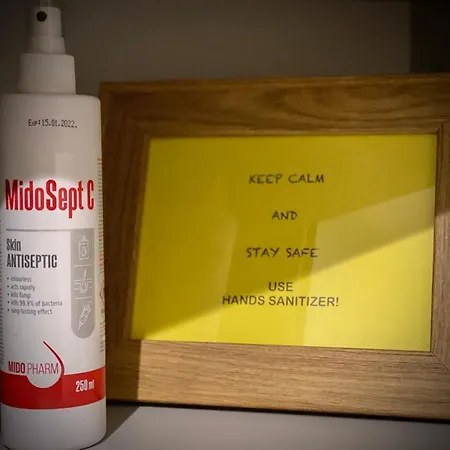 Exp: 15.01.2022.
MidoSept C
Skin
ANTISEPTIC
• colourless
• acts rapidly
• kills fungi
• kills 99.9% of bacteria
• long-lasting effect
MIDO PHARM
250 ml
KEEP CALM
AND
STAY SAFE
USE
HANDS SANITIZER!